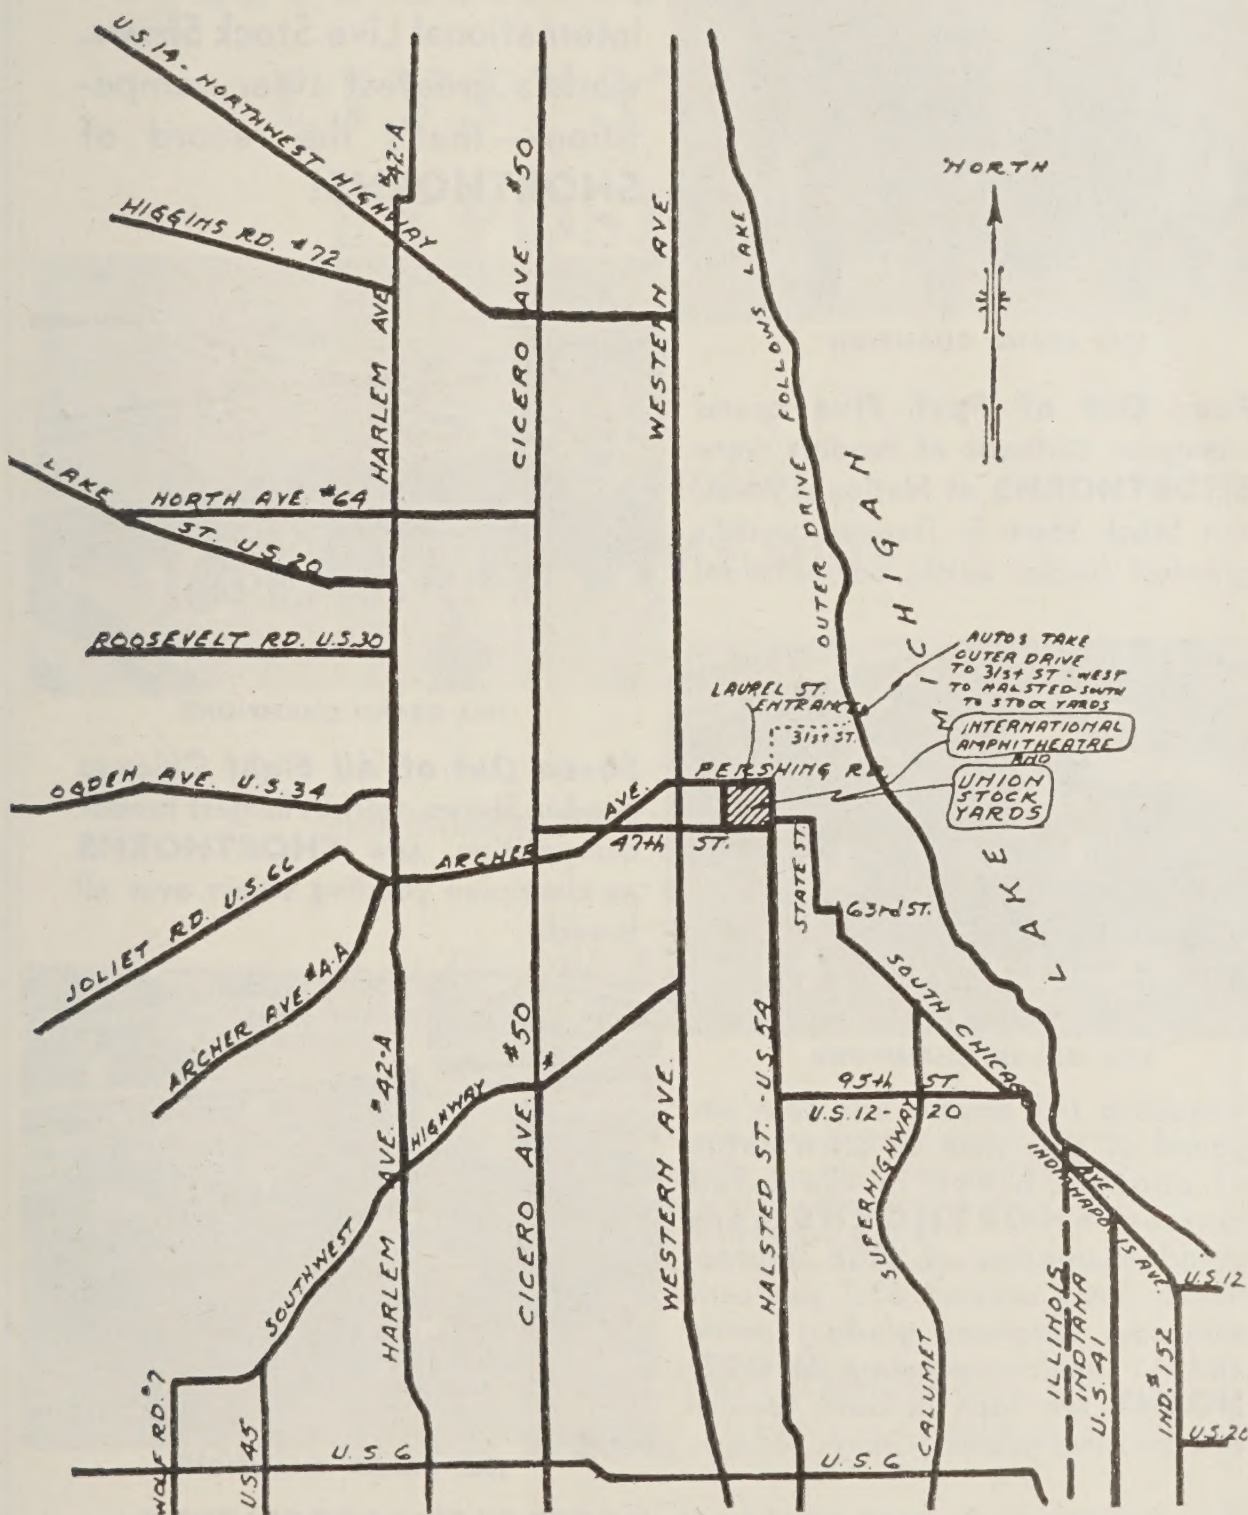 U.S. 14 - NORTHWEST HIGHWAY
#42-A
#50
HIGGINS RD. #72
HARLEM AVE
CICERO AVE.
WESTERN AVE.
OUTER DRIVE FOLLOWS LAKE
NORTH
LAKE MICHIGAN
LAKE ST. U.S. 20
NORTH AVE. #64
ROOSEVELT RD. U.S. 30
OGDEN AVE. U.S. 34
AUTOS TAKE
OUTER DRIVE
TO 31st ST - WEST
TO HALSTED - SOUTH
TO STOCK YARDS
LAUREL ST.
ENTRANCE
31st ST.
INTERNATIONAL
AMPHITHEATRE
AND
UNION
STOCK
YARDS
PERSHING RD.
ARCHER AVE.
47th ST.
STATE ST.
63rd ST.
JOLIET RD. U.S. 66
ARCHER AVE #A-A
SOUTH CHICAGO AVE.
#50
HARLEM AVE. #42-A
SOUTHWEST HIGHWAY #
CICERO AVE.
WESTERN AVE.
HALSTED ST. - U.S. 54
95th ST.
U.S. 12 - 20
CALUMET SUPERHIGHWAY
INDIANAPOLIS AVE.
ILLINOIS
INDIANA
U.S. 41
IND. #152
U.S. 12
U.S. 20
WOLF RD. #7
U.S. 45
U.S. 6
U.S. 6